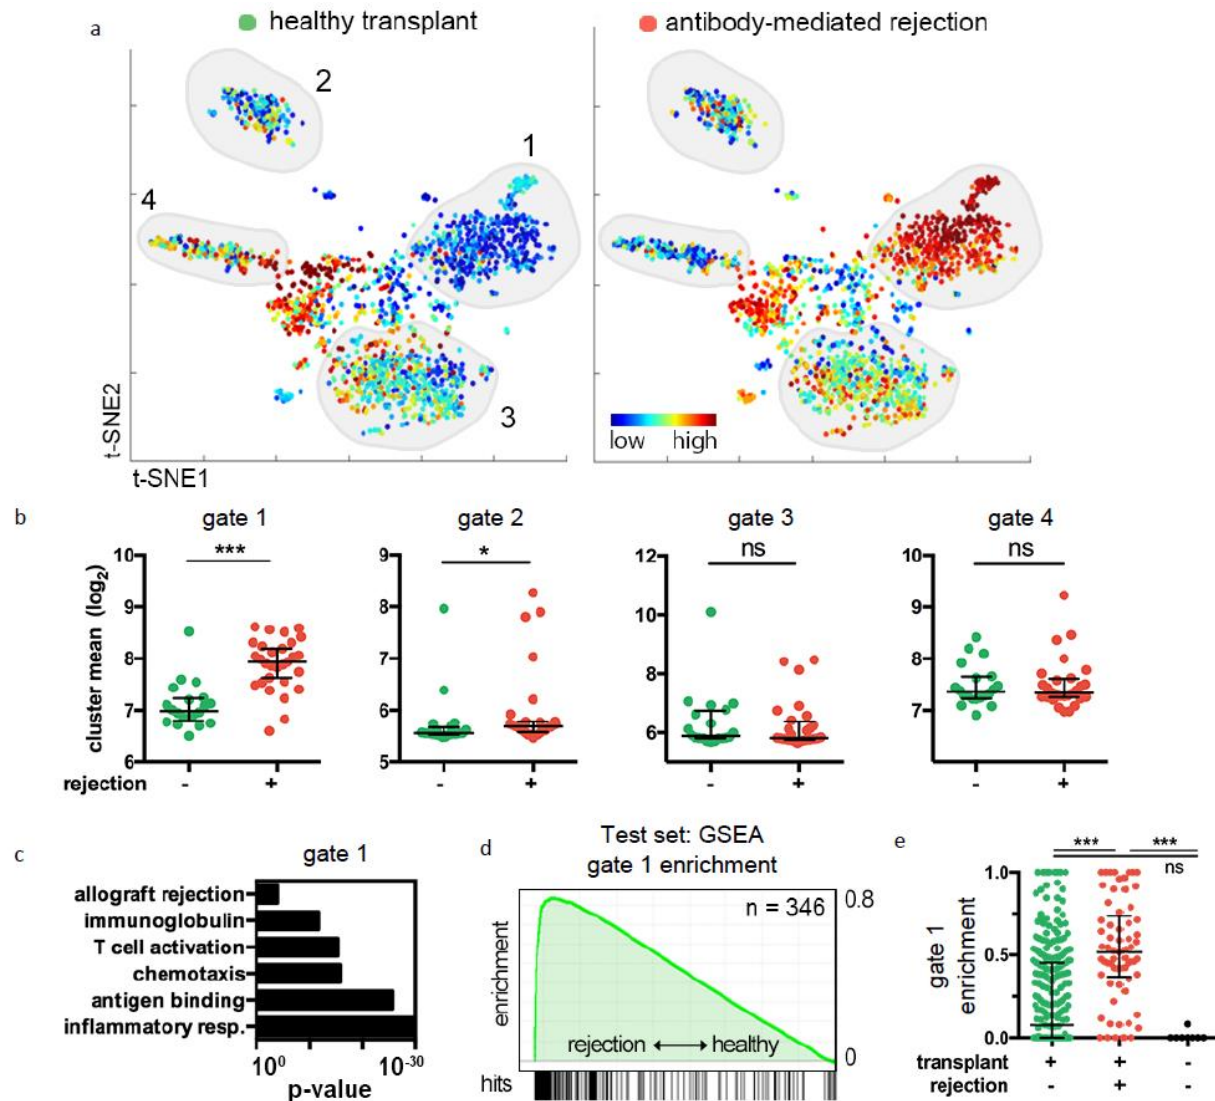 healthy transplant
antibody-mediated rejection
a
2
1
4
3
low high
t-SNE2
t-SNE1
b
gate 1
gate 2
gate 3
gate 4
***
*
ns
ns
cluster mean (log2)
10
9
8
7
6
9
8
7
6
5
12
10
8
6
10
9
8
7
rejection - + - + - + - +
c
gate 1
allograft rejection
immunoglobulin
T cell activation
chemotaxis
antigen binding
inflammatory resp.
10^0 10^-30
p-value
d
Test set: GSEA
gate 1 enrichment
n = 346
0.8
enrichment
rejection healthy
0
hits
e
*** ***
ns
gate 1
enrichment
1.0
0.5
0.0
transplant + + -
rejection - + -